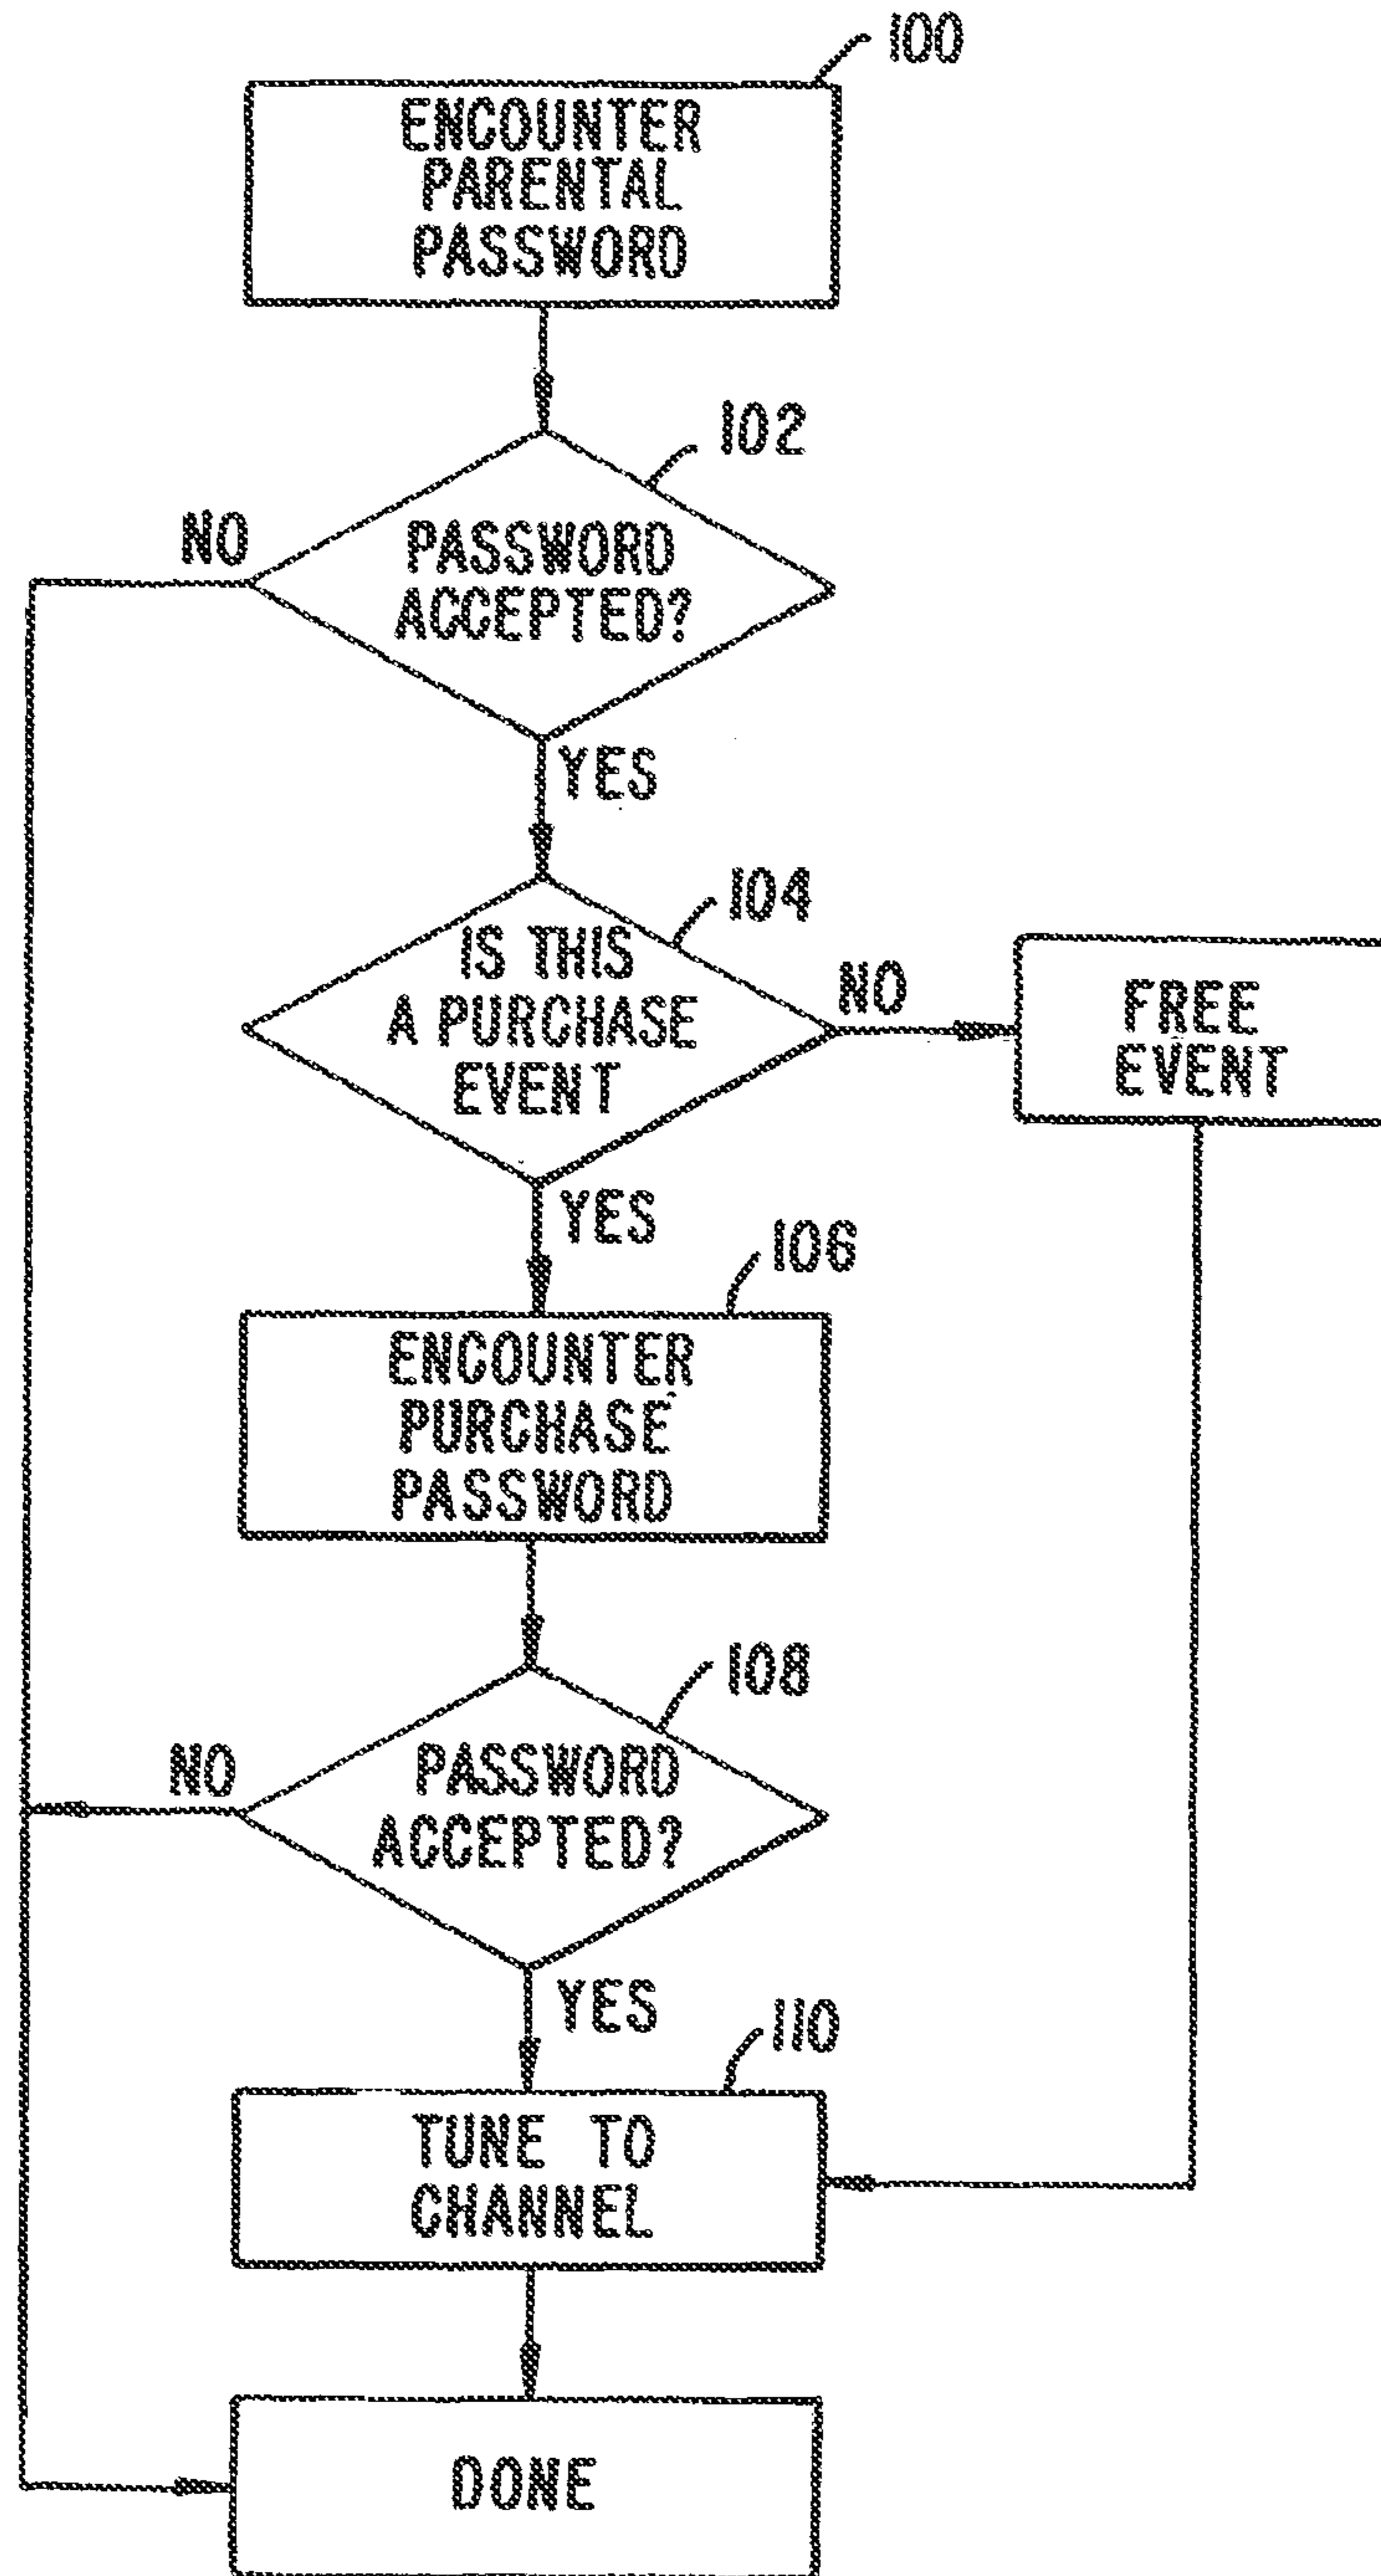 100
ENCOUNTER
PARENTAL
PASSWORD
102
NO
PASSWORD
ACCEPTED?
YES
104
IS THIS
A PURCHASE
EVENT
NO
FREE
EVENT
YES
106
ENCOUNTER
PURCHASE
PASSWORD
108
NO
PASSWORD
ACCEPTED?
YES
110
TUNE TO
CHANNEL
DONE